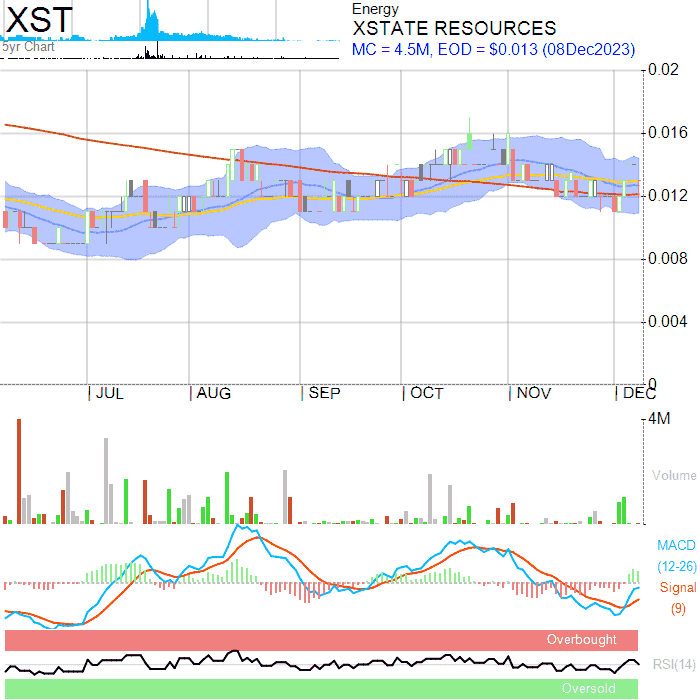 XST
5yr Chart
Energy
XSTATE RESOURCES
MC = 4.5M, EOD = $0.013 (08Dec2023)
0.02
0.016
0.012
0.008
0.004
0
JUL AUG SEP OCT NOV DEC
4M
Volume
MACD
(12-26)
Signal
(9)
Overbought
RSI(14)
Oversold